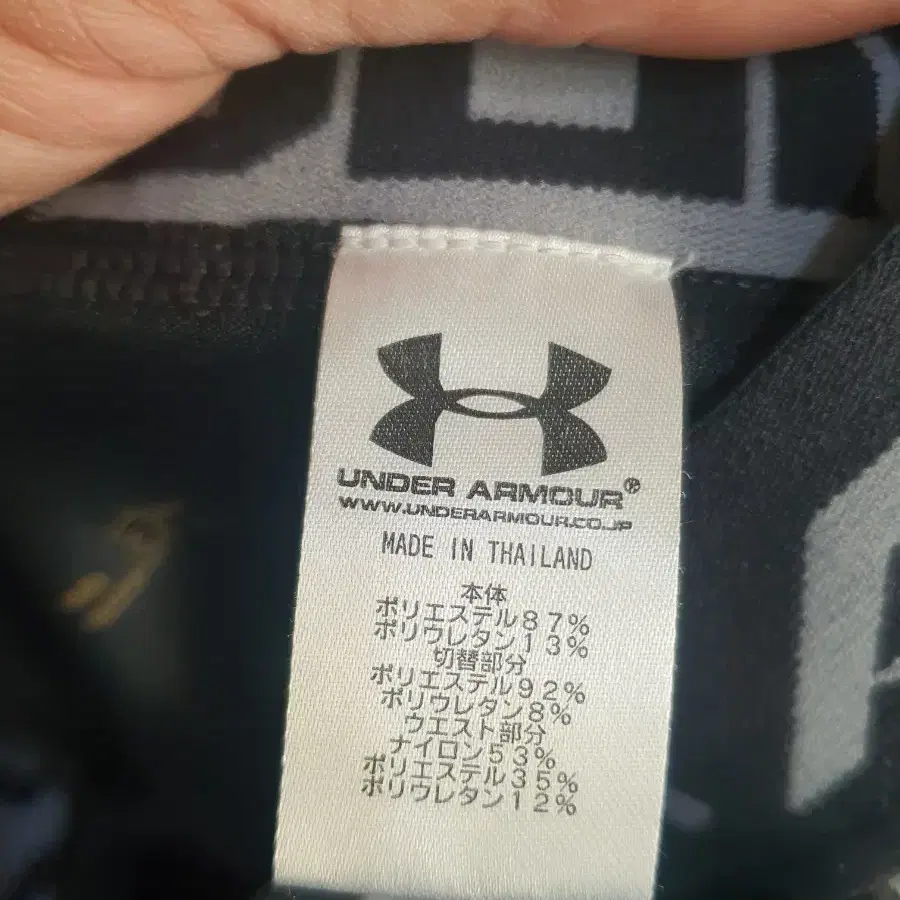 UNDER ARMOUR®
WWW.UNDERARMOUR.CO.JP
MADE IN THAILAND
本体
ポリエステル87%
ポリウレタン13%
切替部分
ポリエステル92%
ポリウレタン8%
ウエスト部分
ナイロン53%
ポリエステル35%
ポリウレタン12%